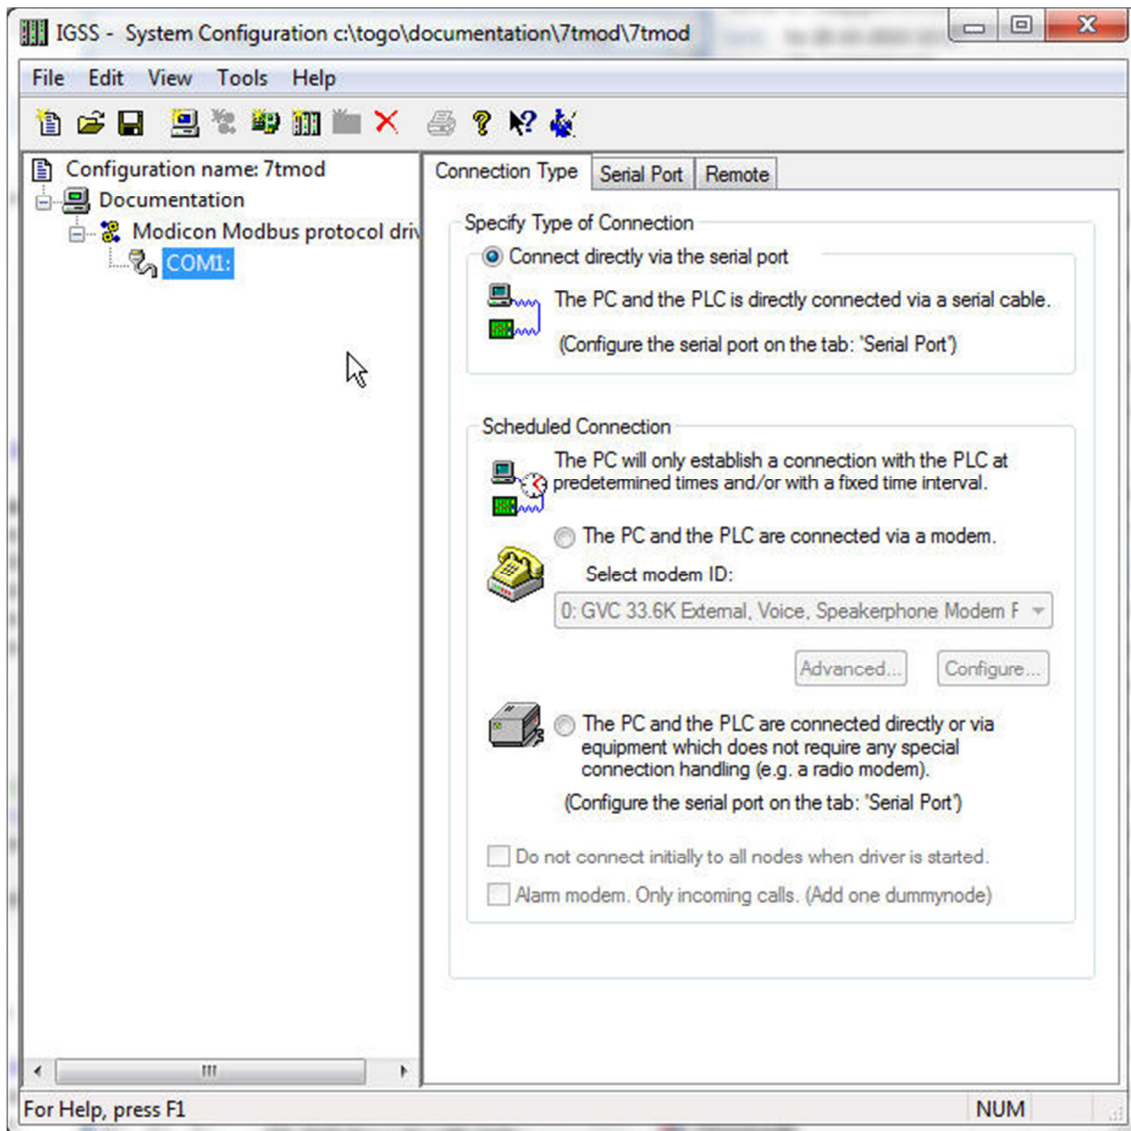 IGSS - System Configuration c:\togo\documentation\7tmod\7tmod
File Edit View Tools Help
Configuration name: 7tmod
Documentation
Modicon Modbus protocol driv
COM1:
Connection Type Serial Port Remote
Specify Type of Connection
Connect directly via the serial port
The PC and the PLC is directly connected via a serial cable.
(Configure the serial port on the tab: 'Serial Port')
Scheduled Connection
The PC will only establish a connection with the PLC at
predetermined times and/or with a fixed time interval.
The PC and the PLC are connected via a modem.
Select modem ID:
0: GVC 33.6K External, Voice, Speakerphone Modem F
Advanced... Configure...
The PC and the PLC are connected directly or via
equipment which does not require any special
connection handling (e.g. a radio modem).
(Configure the serial port on the tab: 'Serial Port')
Do not connect initially to all nodes when driver is started.
Alarm modem. Only incoming calls. (Add one dummynode)
For Help, press F1
NUM